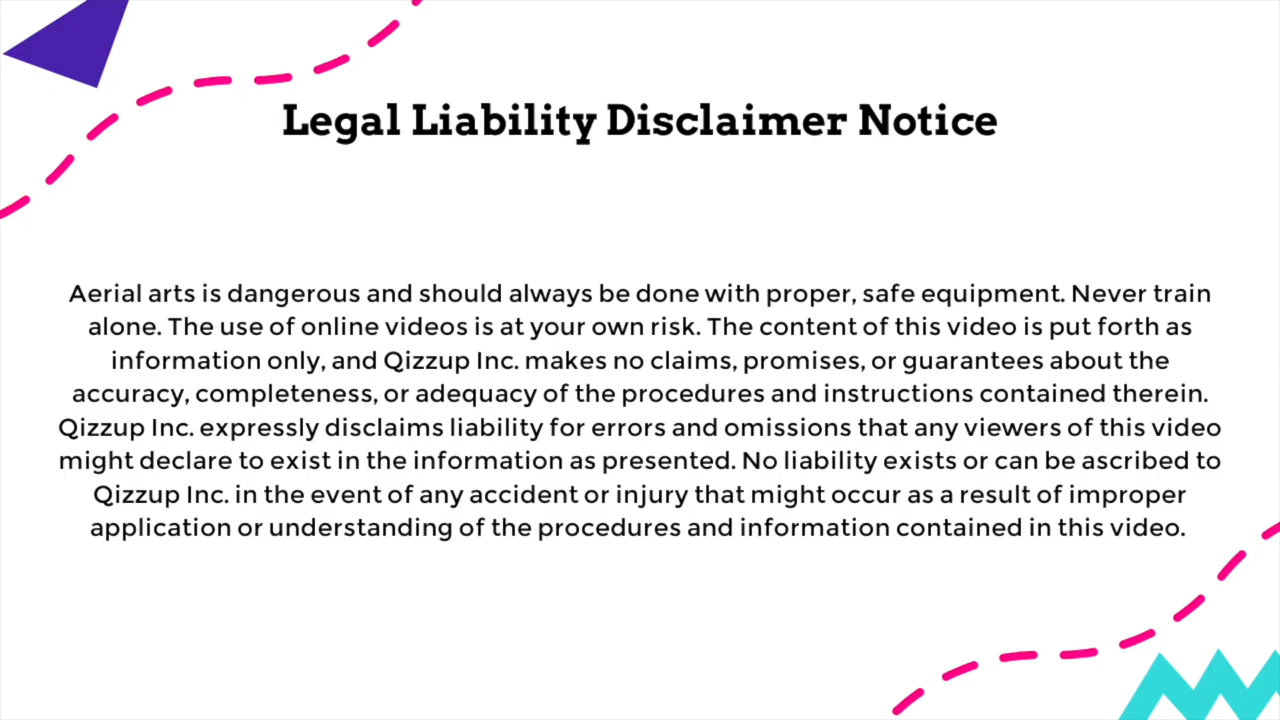 Legal Liability Disclaimer Notice
Aerial arts is dangerous and should always be done with proper, safe equipment. Never train
alone. The use of online videos is at your own risk. The content of this video is put forth as
information only, and Qizzup Inc. makes no claims, promises, or guarantees about the
accuracy, completeness, or adequacy of the procedures and instructions contained therein.
Qizzup Inc. expressly disclaims liability for errors and omissions that any viewers of this video
might declare to exist in the information as presented. No liability exists or can be ascribed to
Qizzup Inc. in the event of any accident or injury that might occur as a result of improper
application or understanding of the procedures and information contained in this video.